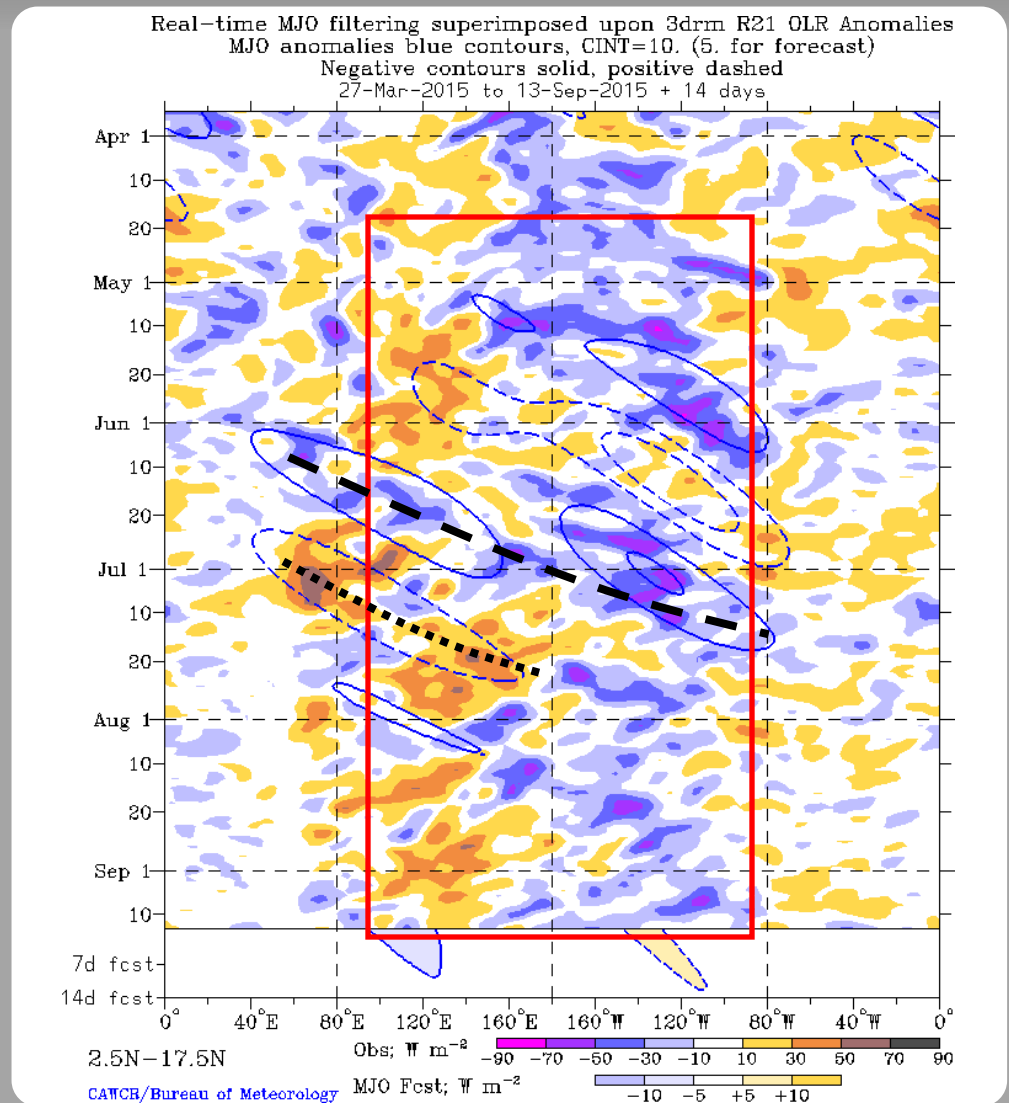 Real-time MJO filtering superimposed upon 3drm R21 OLR Anomalies
MJO anomalies blue contours, CINT=10. (5. for forecast)
Negative contours solid, positive dashed
27-Mar-2015 to 13-Sep-2015 + 14 days
Apr 1
10
20
May 1
10
20
Jun 1
10
20
Jul 1
10
20
Aug 1
10
20
Sep 1
10
7d fcst
14d fcst
0° 40°E 80°E 120°E 160°E 160°W 120°W 80°W 40°W 0°
2.5N-17.5N
Obs; W m-2
-90 -70 -50 -30 -10 10 30 50 70 90
CAWCR/Bureau of Meteorology
MJO Fcst; W m-2
-10 -5 +5 +10